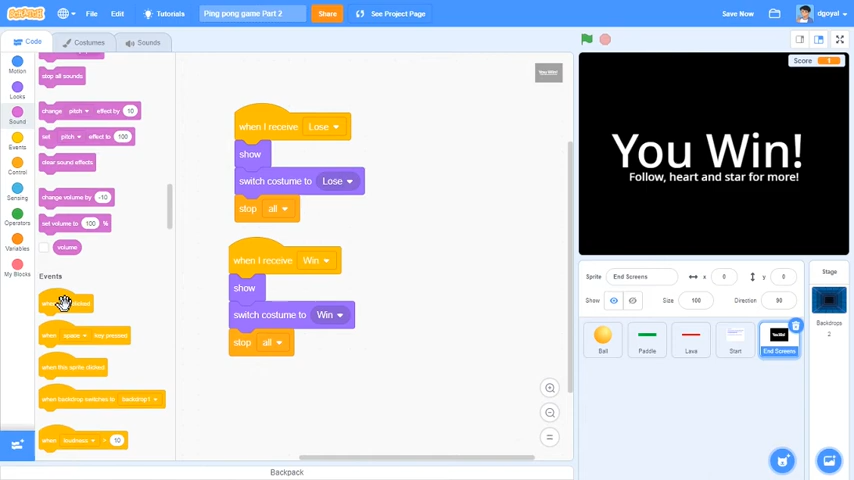 SCRATCH File Edit Tutorials Ping pong game Part 2 Share See Project Page Save Now dgoyal
Code Costumes Sounds
Motion
Looks
Sound
Events
Control
Sensing
Operators
Variables
My Blocks
stop all sounds
change pitch effect by 10
set pitch effect to 100
clear sound effects
change volume by -10
set volume to 100 %
volume
Events
when clicked
when space key pressed
when this sprite clicked
when backdrop switches to backdrop1
when loudness > 10
when I receive Lose
show
switch costume to Lose
stop all
when I receive Win
show
switch costume to Win
stop all
You Win!
Score
You Win!
Follow, heart and star for more!
Sprite End Screens x 0 y 0
Show Size 100 Direction 90
Ball Paddle Lava Start End Screens
Stage
Backdrops
2
Backpack